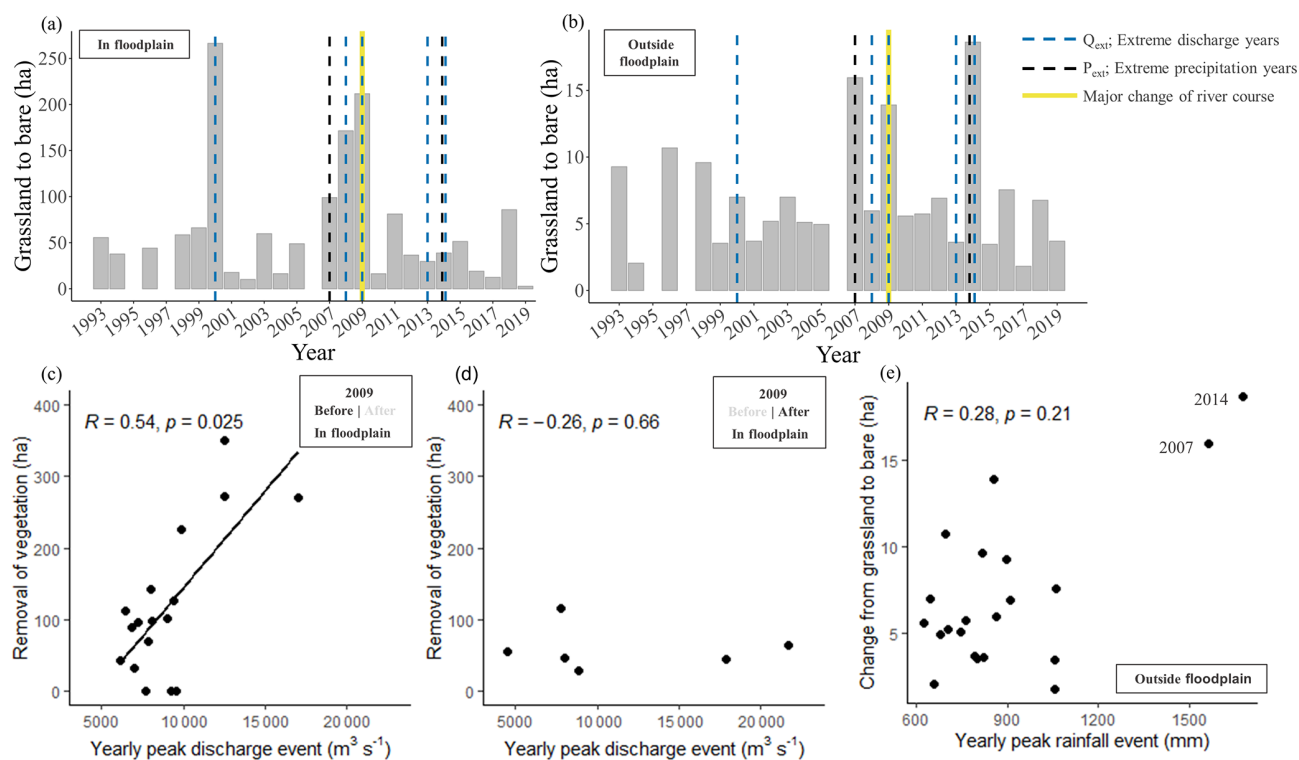 (a)
In floodplain
Grassland to bare (ha)
250
200
150
100
50
0
1993 1995 1997 1999 2001 2003 2005 2007 2009 2011 2013 2015 2017 2019
Year
(b)
Outside
floodplain
Grassland to bare (ha)
15
10
5
0
1993 1995 1997 1999 2001 2003 2005 2007 2009 2011 2013 2015 2017 2019
Year
Qext; Extreme discharge years
Pext; Extreme precipitation years
Major change of river course
(c)
2009
Before | After
In floodplain
R = 0.54, p = 0.025
Removal of vegetation (ha)
400
300
200
100
0
5000 10 000 15 000 20 000
Yearly peak discharge event (m³ s⁻¹)
(d)
2009
Before | After
In floodplain
R = −0.26, p = 0.66
Removal of vegetation (ha)
400
300
200
100
0
5000 10 000 15 000 20 000
Yearly peak discharge event (m³ s⁻¹)
(e)
R = 0.28, p = 0.21
2014
2007
Change from grassland to bare (ha)
15
10
5
Outside floodplain
600 900 1200 1500
Yearly peak rainfall event (mm)